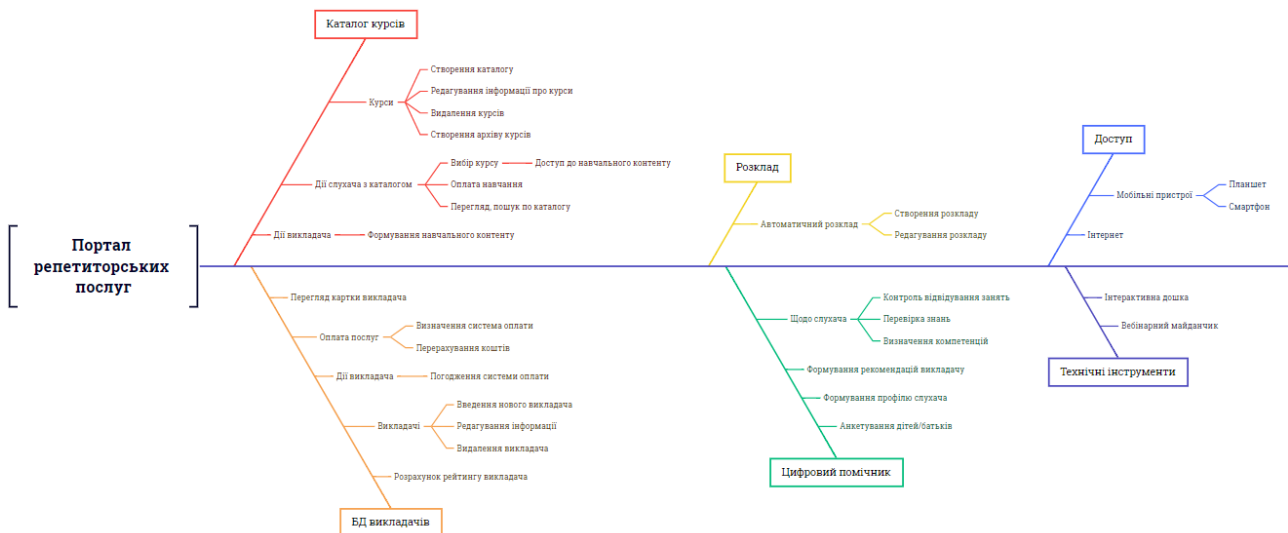 Портал
репетиторських
послуг
Каталог курсів
Курси
Створення каталогу
Редагування інформації про курси
Видалення курсів
Створення архіву курсів
Дії слухача з каталогом
Вибір курсу
Доступ до навчального контенту
Оплата навчання
Перегляд, пошук по каталогу
Дії викладача
Формування навчального контенту
Розклад
Автоматичний розклад
Створення розкладу
Редагування розкладу
Доступ
Мобільні пристрої
Планшет
Смартфон
Інтернет
Перегляд картки викладача
Оплата послуг
Визначення система оплати
Перерахування коштів
Дії викладача
Погодження системи оплати
Викладачі
Введення нового викладача
Редагування інформації
Видалення викладача
Розрахунок рейтингу викладача
БД викладачів
Щодо слухача
Контроль відвідування занять
Перевірка знань
Визначення компетенцій
Формування рекомендацій викладачу
Формування профілю слухача
Анкетування дітей/батьків
Цифровий помічник
Інтерактивна дошка
Вебінарний майданчик
Технічні інструменти